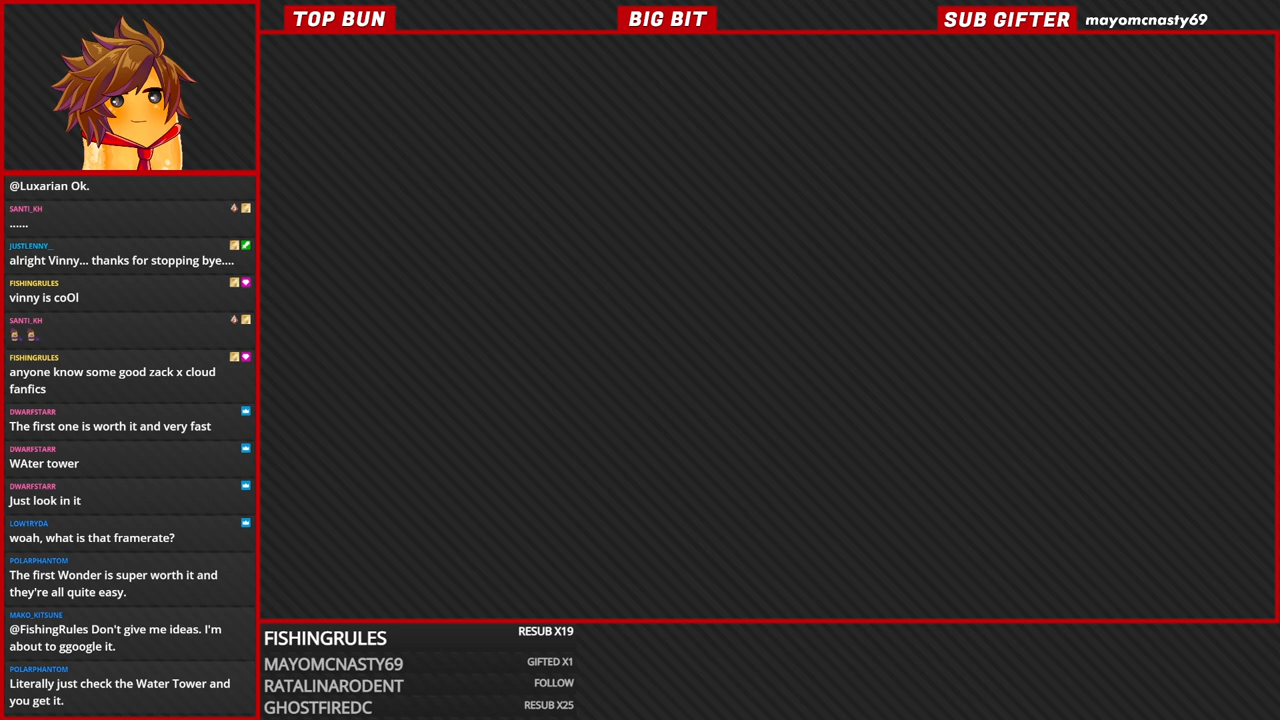 TOP BUN
BIG BIT
SUB GIFTER mayomcnasty69
@Luxarian Ok.
SANTI_KH
......
JUSTLENNY_
alright Vinny... thanks for stopping bye....
FISHINGRULES
vinny is coOl
SANTI_KH
FISHINGRULES
anyone know some good zack x cloud
fanfics
DWARFSTARR
The first one is worth it and very fast
DWARFSTARR
WAter tower
DWARFSTARR
Just look in it
LOW1RYDA
woah, what is that framerate?
POLARPHANTOM
The first Wonder is super worth it and
they're all quite easy.
MAKO_KITSUNE
@FishingRules Don't give me ideas. I'm
about to ggoogle it.
POLARPHANTOM
Literally just check the Water Tower and
you get it.
FISHINGRULES RESUB X19
MAYOMCNASTY69 GIFTED X1
RATALINARODENT FOLLOW
GHOSTFIREDC RESUB X25